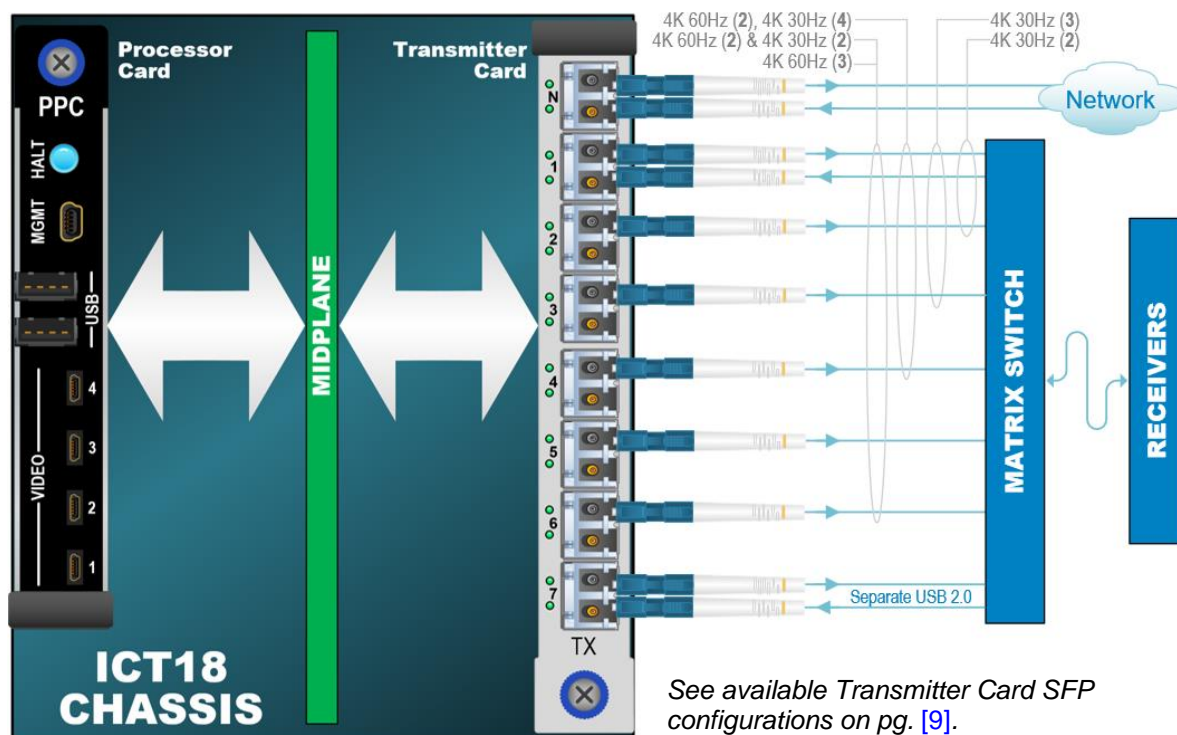 4K 60Hz (2), 4K 30Hz (4)
4K 60Hz (2) & 4K 30Hz (2)
4K 60Hz (3)
4K 30Hz (3)
4K 30Hz (2)
Processor
Card
Transmitter
Card
PPC
HALT
MGMT
USB
VIDEO
4
3
2
1
MIDPLANE
N
1
2
3
4
5
6
7
TX
Network
MATRIX SWITCH
RECEIVERS
Separate USB 2.0
ICT18
CHASSIS
See available Transmitter Card SFP
configurations on pg. [9].